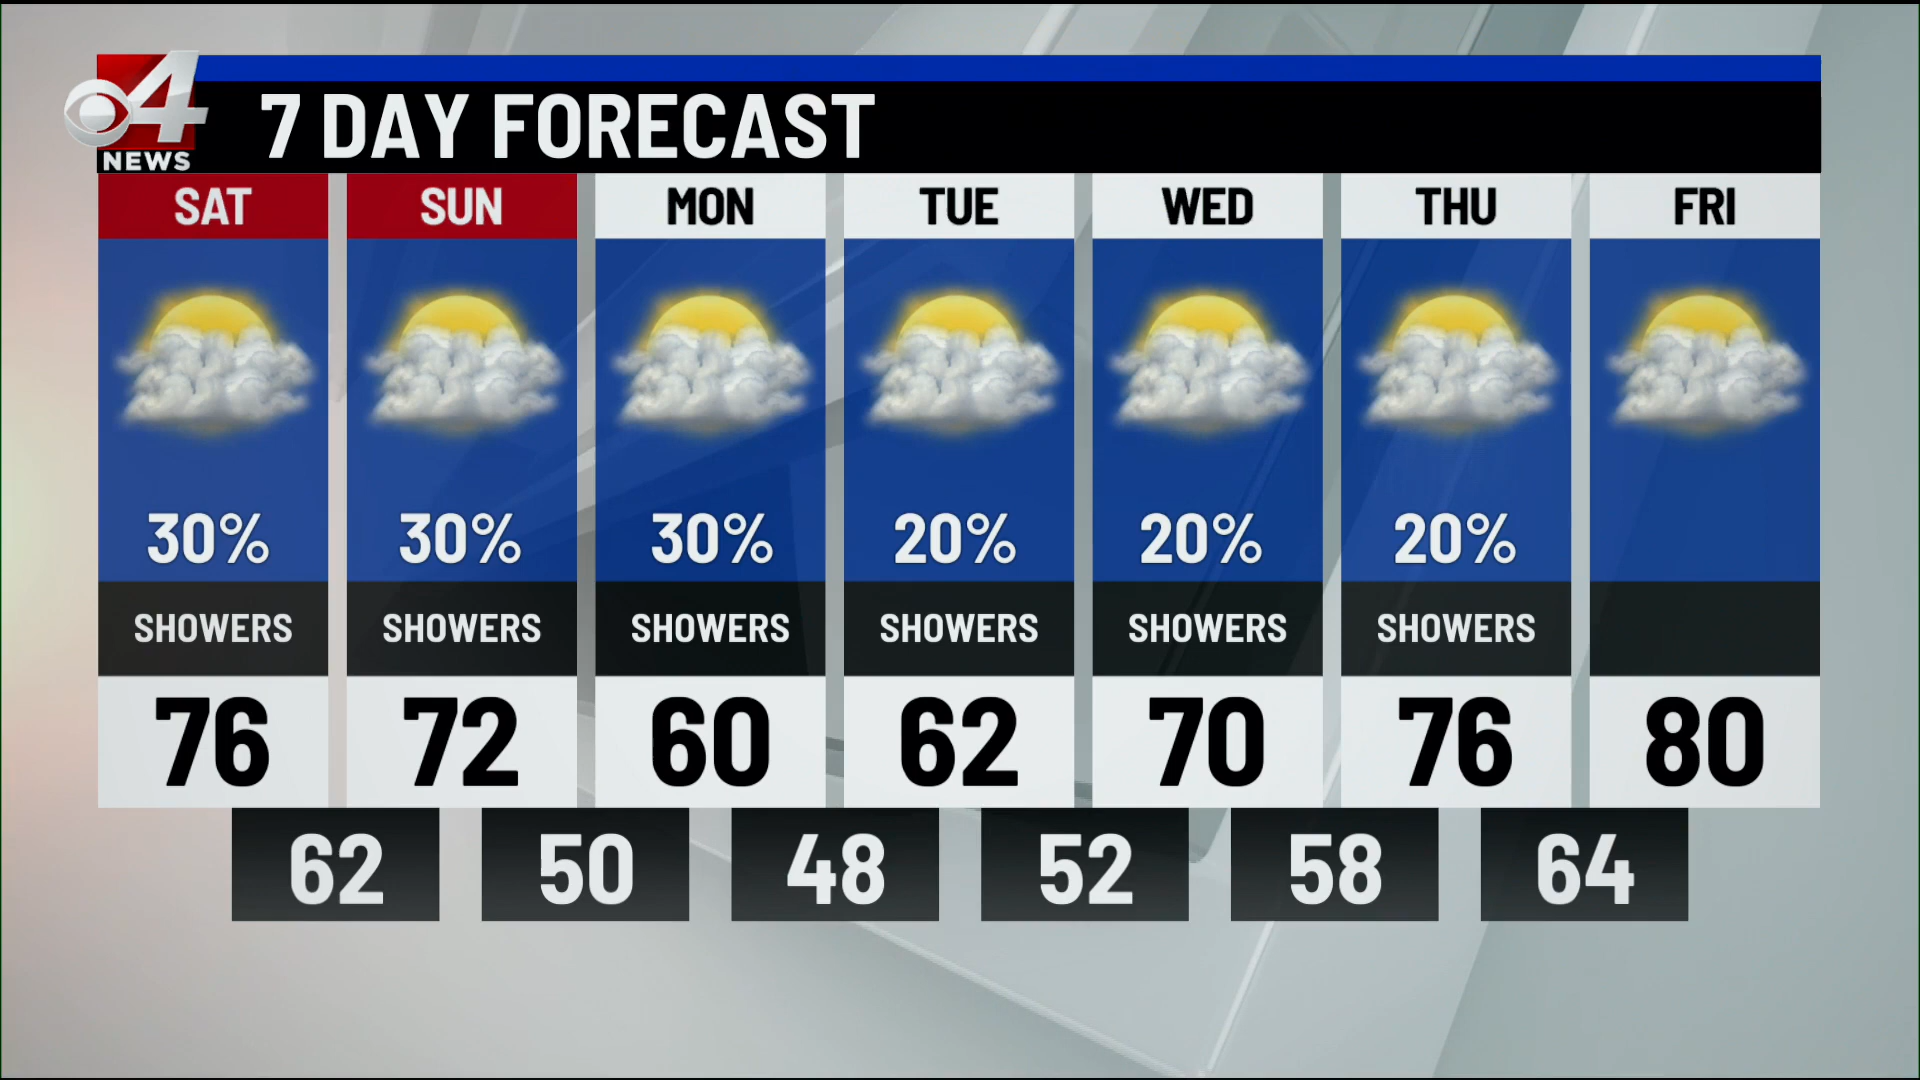 4
NEWS
7 DAY FORECAST
SAT SUN MON TUE WED THU FRI
30% 30% 30% 20% 20% 20%
SHOWERS SHOWERS SHOWERS SHOWERS SHOWERS SHOWERS
76 72 60 62 70 76 80
62 50 48 52 58 64